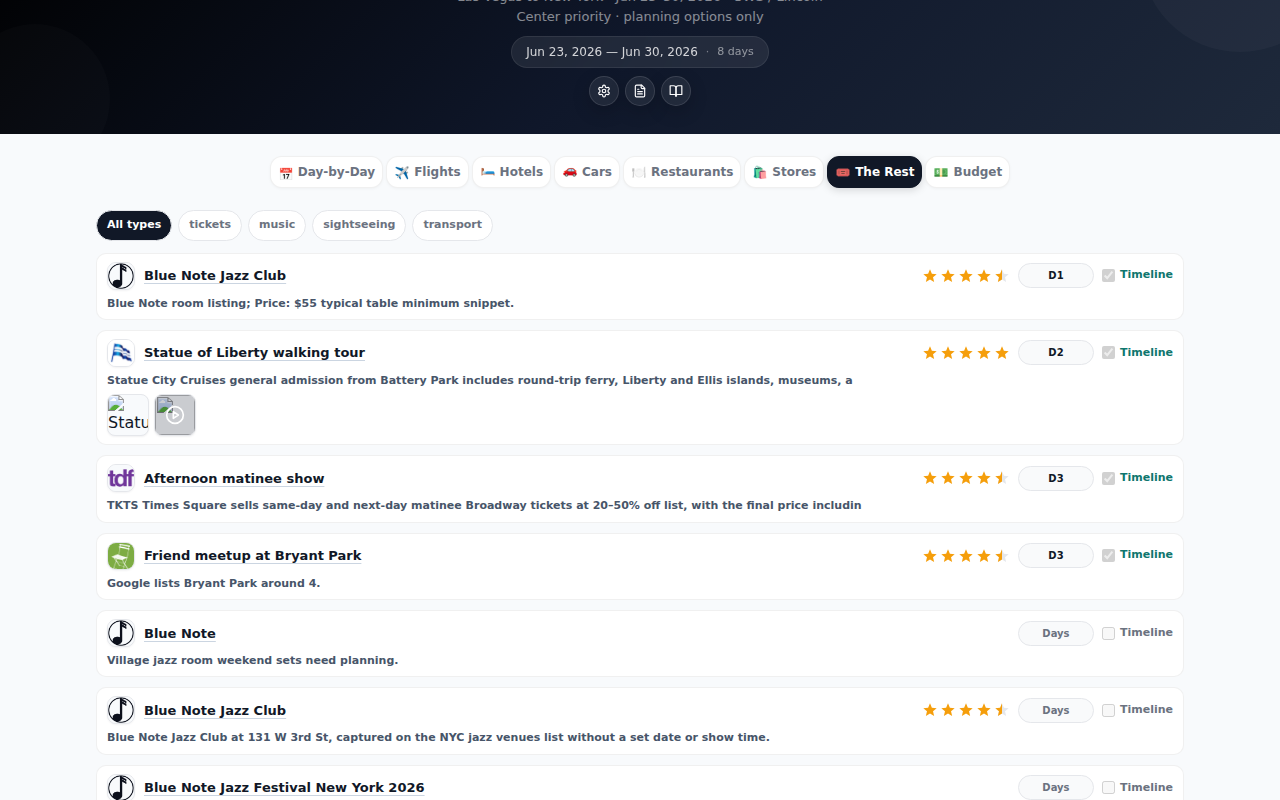 Center priority · planning options only
Jun 23, 2026 — Jun 30, 2026 · 8 days
Day-by-Day Flights Hotels Cars Restaurants Stores The Rest Budget
All types tickets music sightseeing transport
Blue Note Jazz Club D1 Timeline
Blue Note room listing; Price: $55 typical table minimum snippet.
Statue of Liberty walking tour D2 Timeline
Statue City Cruises general admission from Battery Park includes round-trip ferry, Liberty and Ellis islands, museums, a
tdf Afternoon matinee show D3 Timeline
TKTS Times Square sells same-day and next-day matinee Broadway tickets at 20–50% off list, with the final price includin
Friend meetup at Bryant Park D3 Timeline
Google lists Bryant Park around 4.
Blue Note Days Timeline
Village jazz room weekend sets need planning.
Blue Note Jazz Club Days Timeline
Blue Note Jazz Club at 131 W 3rd St, captured on the NYC jazz venues list without a set date or show time.
Blue Note Jazz Festival New York 2026 Days Timeline